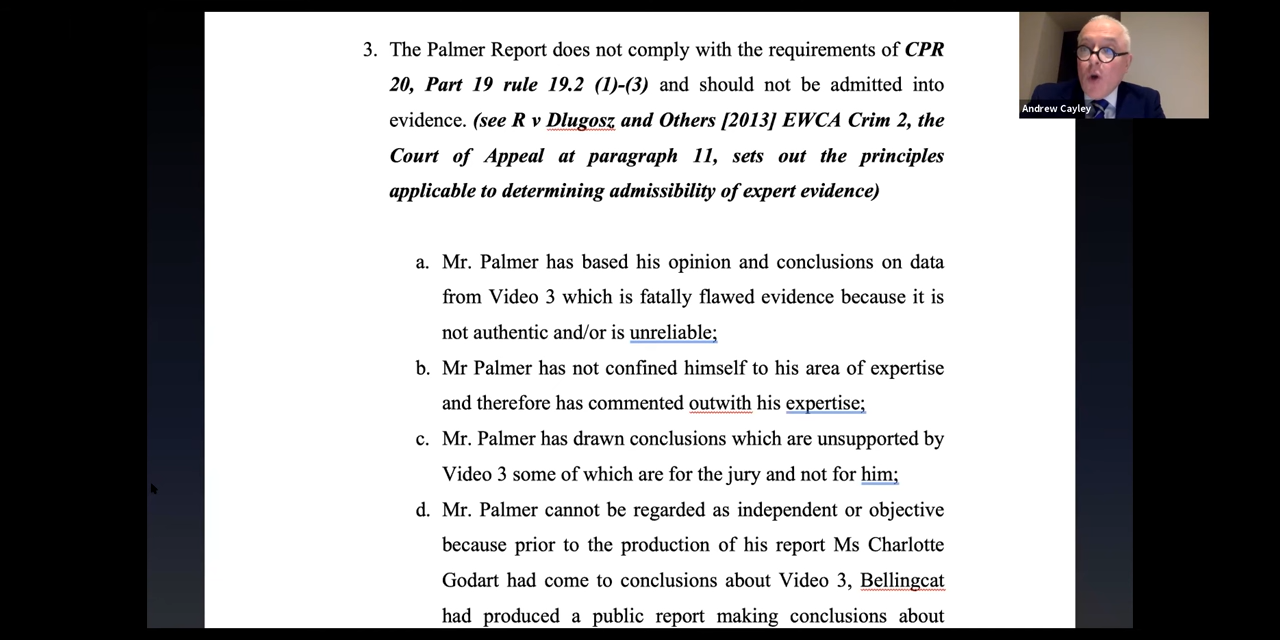 3. The Palmer Report does not comply with the requirements of CPR
20, Part 19 rule 19.2 (1)-(3) and should not be admitted into
evidence. (see R v Dlugosz and Others [2013] EWCA Crim 2, the
Court of Appeal at paragraph 11, sets out the principles
applicable to determining admissibility of expert evidence)
a. Mr. Palmer has based his opinion and conclusions on data
from Video 3 which is fatally flawed evidence because it is
not authentic and/or is unreliable;
b. Mr Palmer has not confined himself to his area of expertise
and therefore has commented outwith his expertise;
c. Mr. Palmer has drawn conclusions which are unsupported by
Video 3 some of which are for the jury and not for him;
d. Mr. Palmer cannot be regarded as independent or objective
because prior to the production of his report Ms Charlotte
Godart had come to conclusions about Video 3, Bellingcat
had produced a public report making conclusions about
Andrew Cayley